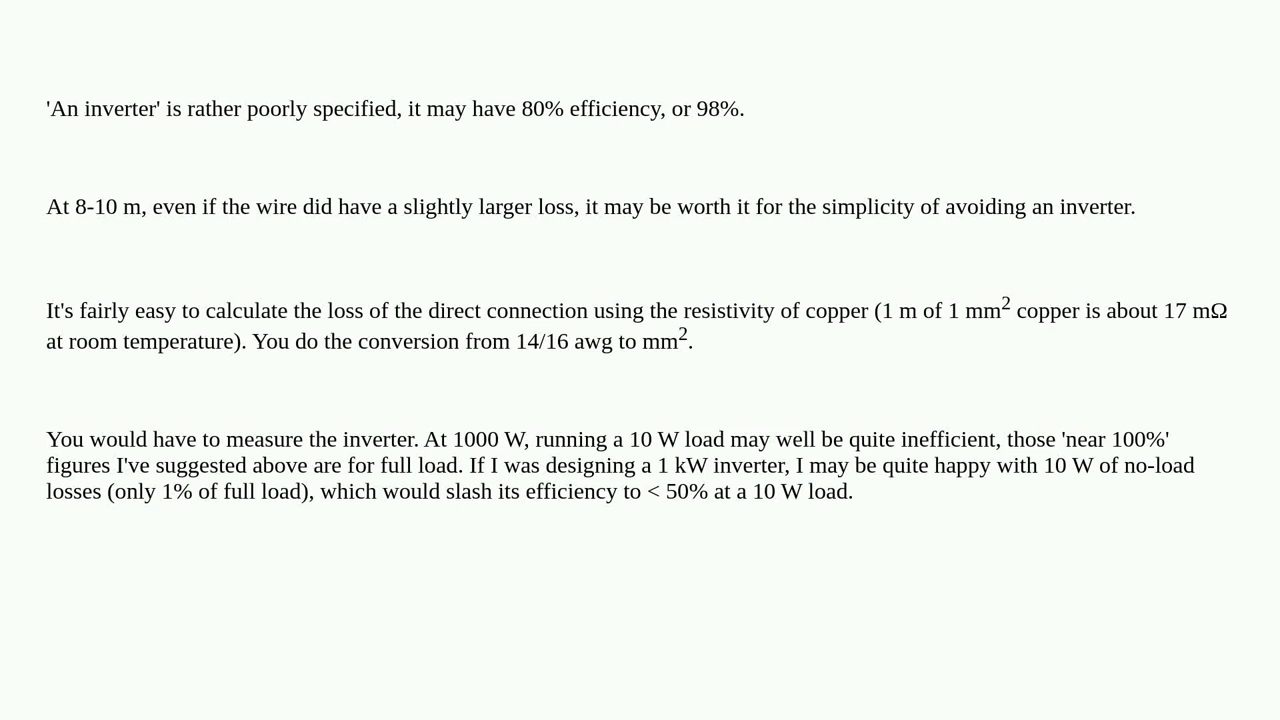 'An inverter' is rather poorly specified, it may have 80% efficiency, or 98%.
At 8-10 m, even if the wire did have a slightly larger loss, it may be worth it for the simplicity of avoiding an inverter.
It's fairly easy to calculate the loss of the direct connection using the resistivity of copper (1 m of 1 mm² copper is about 17 mΩ
at room temperature). You do the conversion from 14/16 awg to mm².
You would have to measure the inverter. At 1000 W, running a 10 W load may well be quite inefficient, those 'near 100%'
figures I've suggested above are for full load. If I was designing a 1 kW inverter, I may be quite happy with 10 W of no-load
losses (only 1% of full load), which would slash its efficiency to < 50% at a 10 W load.